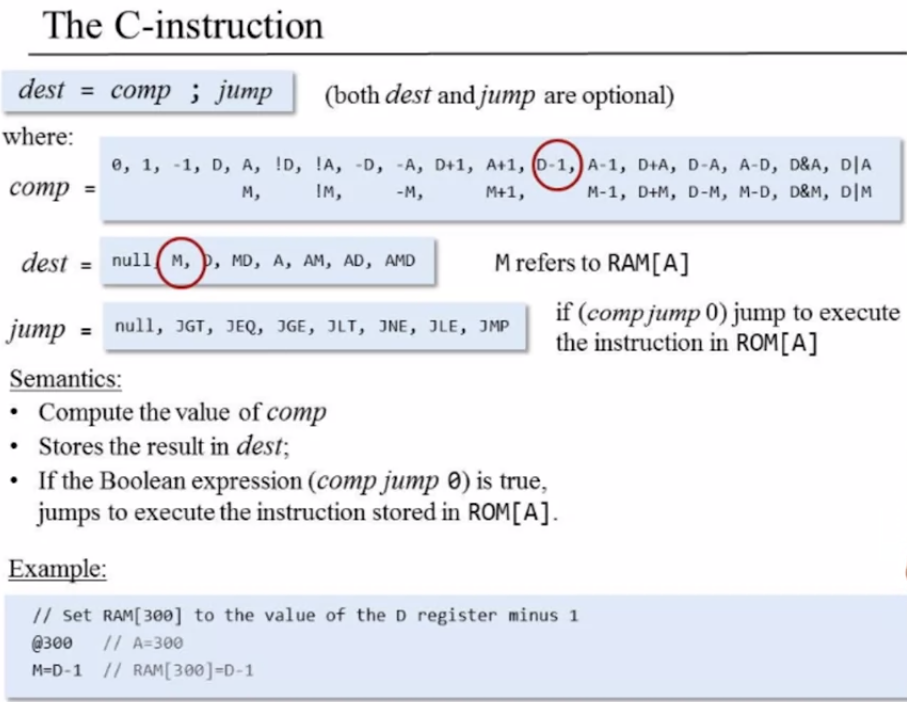 The C-instruction
dest = comp ; jump (both dest and jump are optional)
where:
comp =
0, 1, -1, D, A, !D, !A, -D, -A, D+1, A+1, D-1, A-1, D+A, D-A, A-D, D&A, D|A
M, !M, -M, M+1, M-1, D+M, D-M, M-D, D&M, D|M
dest = null, M, D, MD, A, AM, AD, AMD M refers to RAM[A]
jump = null, JGT, JEQ, JGE, JLT, JNE, JLE, JMP
if (comp jump 0) jump to execute
the instruction in ROM[A]
Semantics:
• Compute the value of comp
• Stores the result in dest;
• If the Boolean expression (comp jump 0) is true,
jumps to execute the instruction stored in ROM[A].
Example:
// Set RAM[300] to the value of the D register minus 1
@300 // A=300
M=D-1 // RAM[300]=D-1